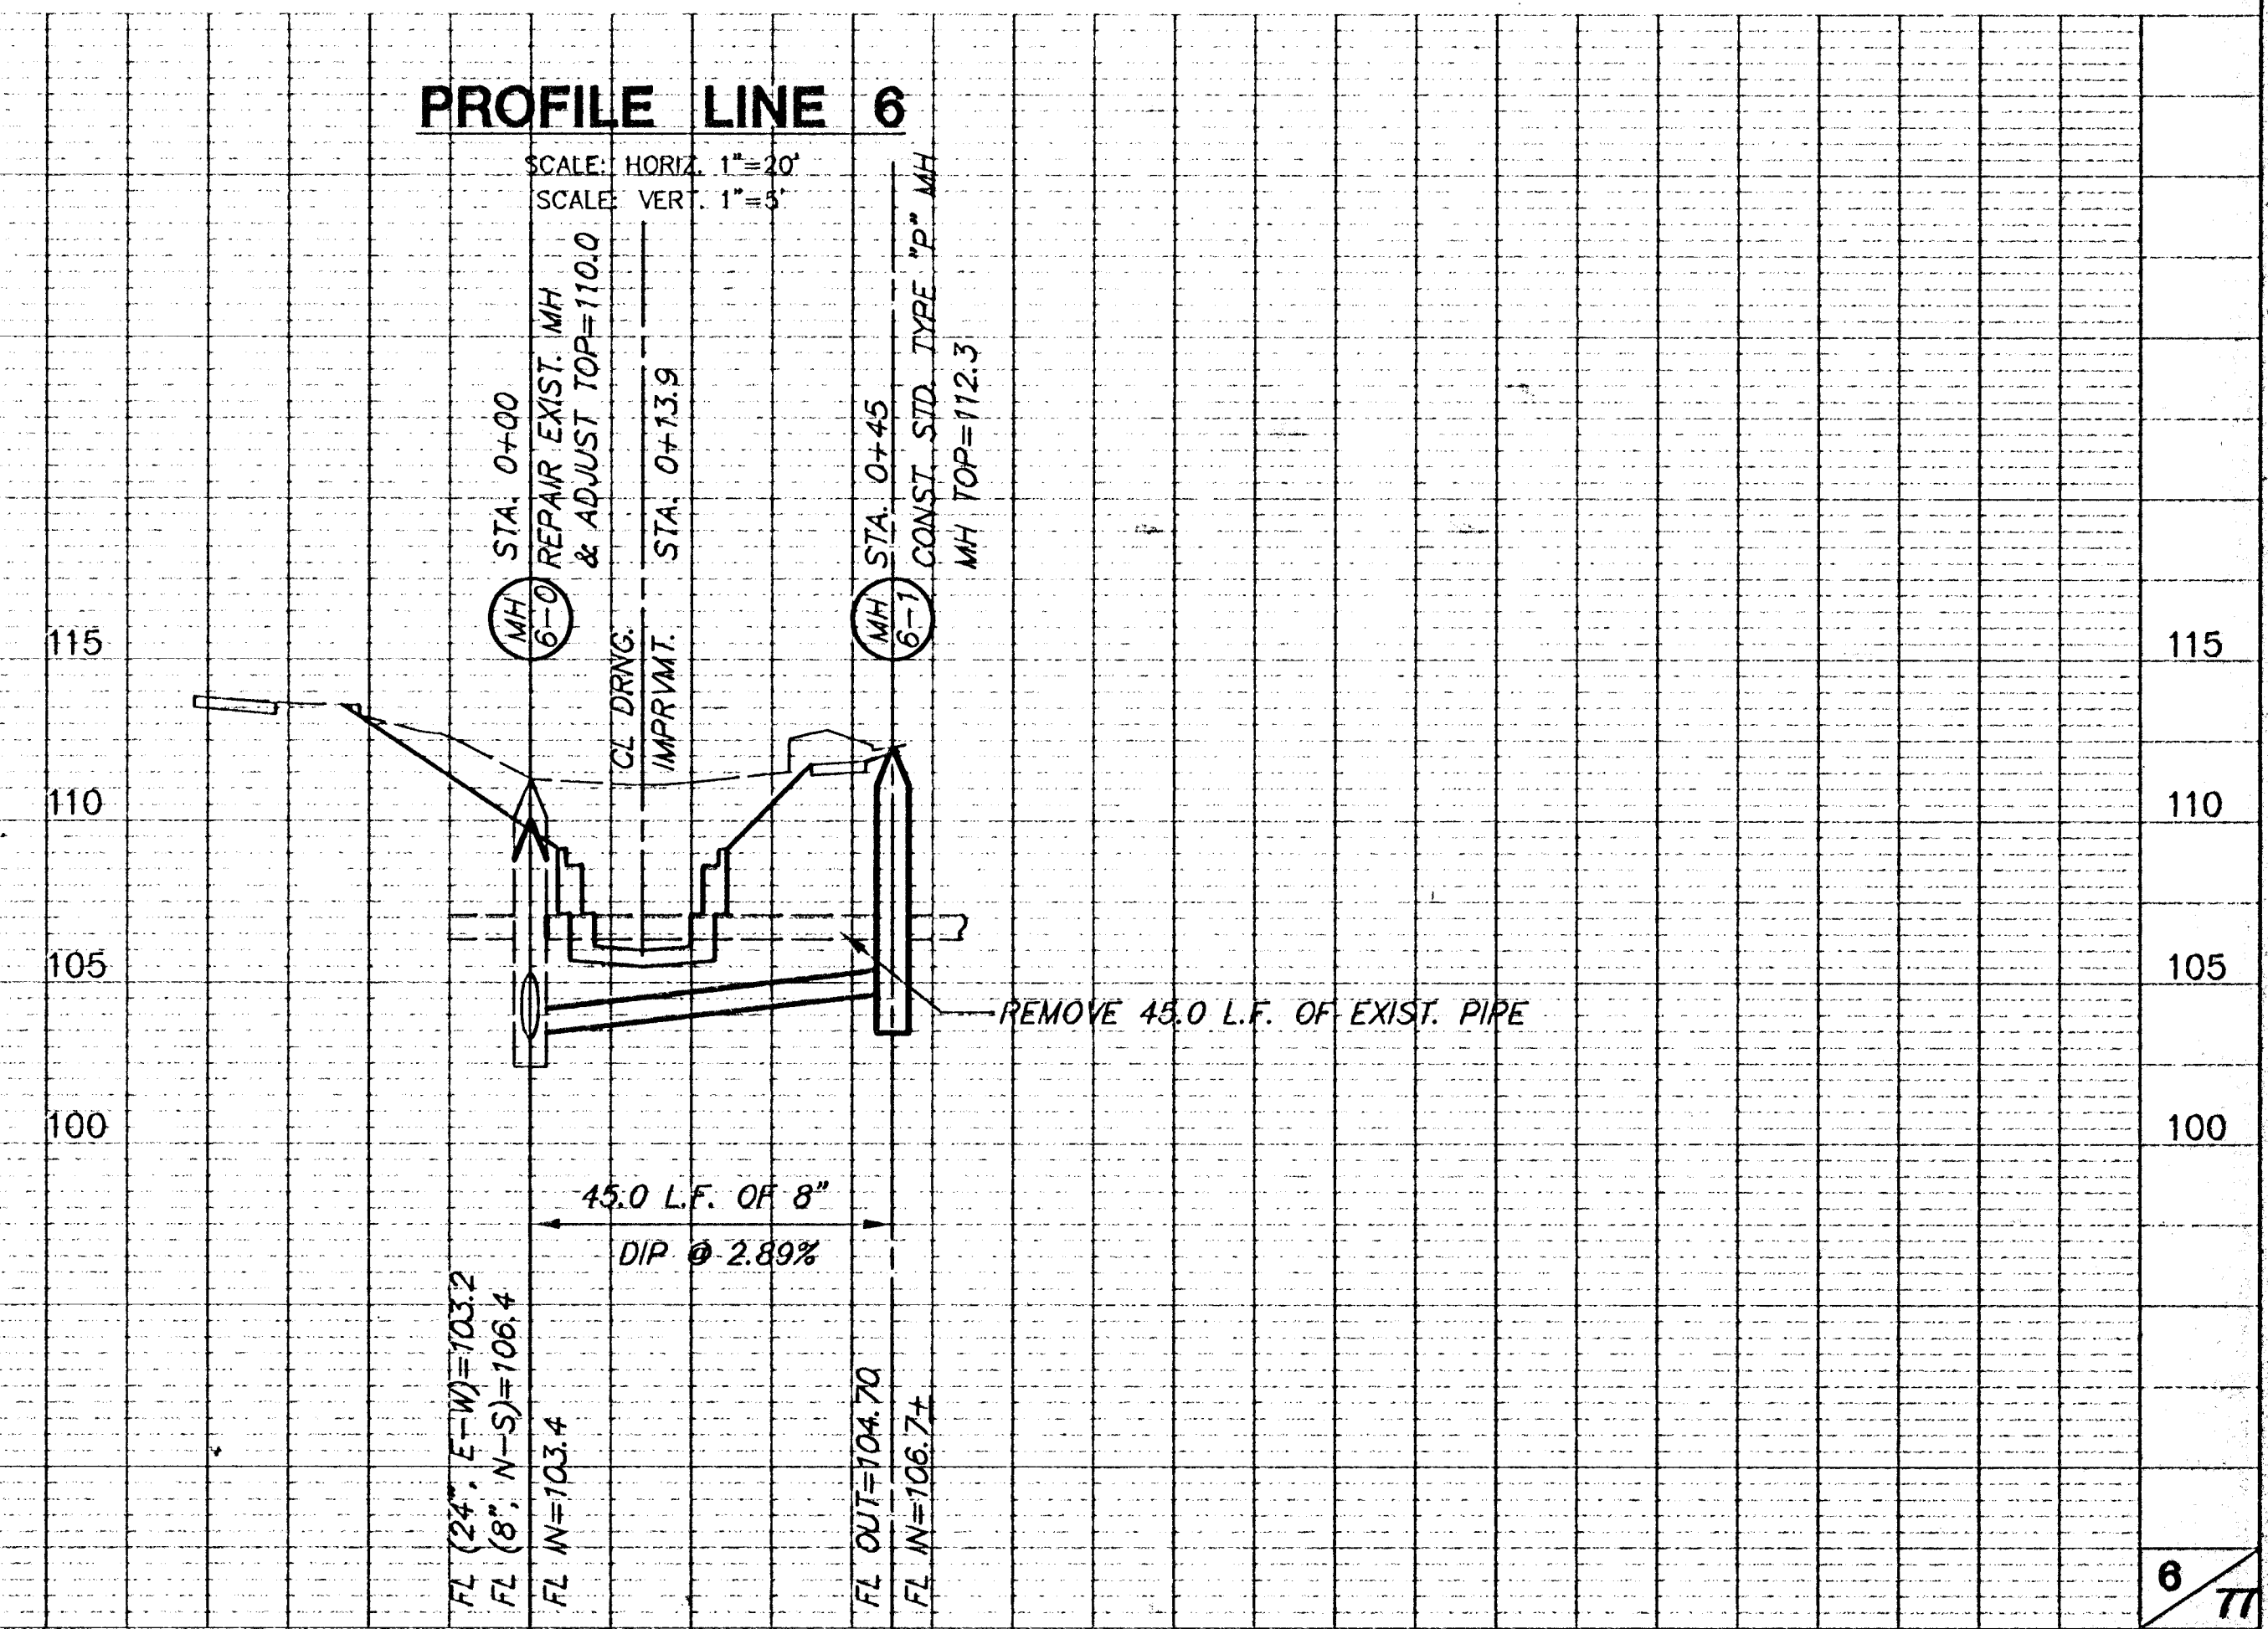 PROFILE LINE 6
SCALE: HORIZ. 1"=20'
SCALE: VERT. 1"=5'
STA. 0+00
REPAIR EXIST. MH
& ADJUST TOP=110.0
MH
6-0
CL DRNG.
IMPRVMT.
STA. 0+13.9
STA. 0+45
CONST. STD. TYPE "P" MH
MH TOP=112.3
MH
6-1
115
115
110
110
105
105
REMOVE 45.0 L.F. OF EXIST. PIPE
100
100
45.0 L.F. OF 8"
DIP @ 2.89%
FL (24", E-W)=103.2
FL (8", N-S)=106.4
FL IN=103.4
FL OUT=104.70
FL IN=106.7±
6
77